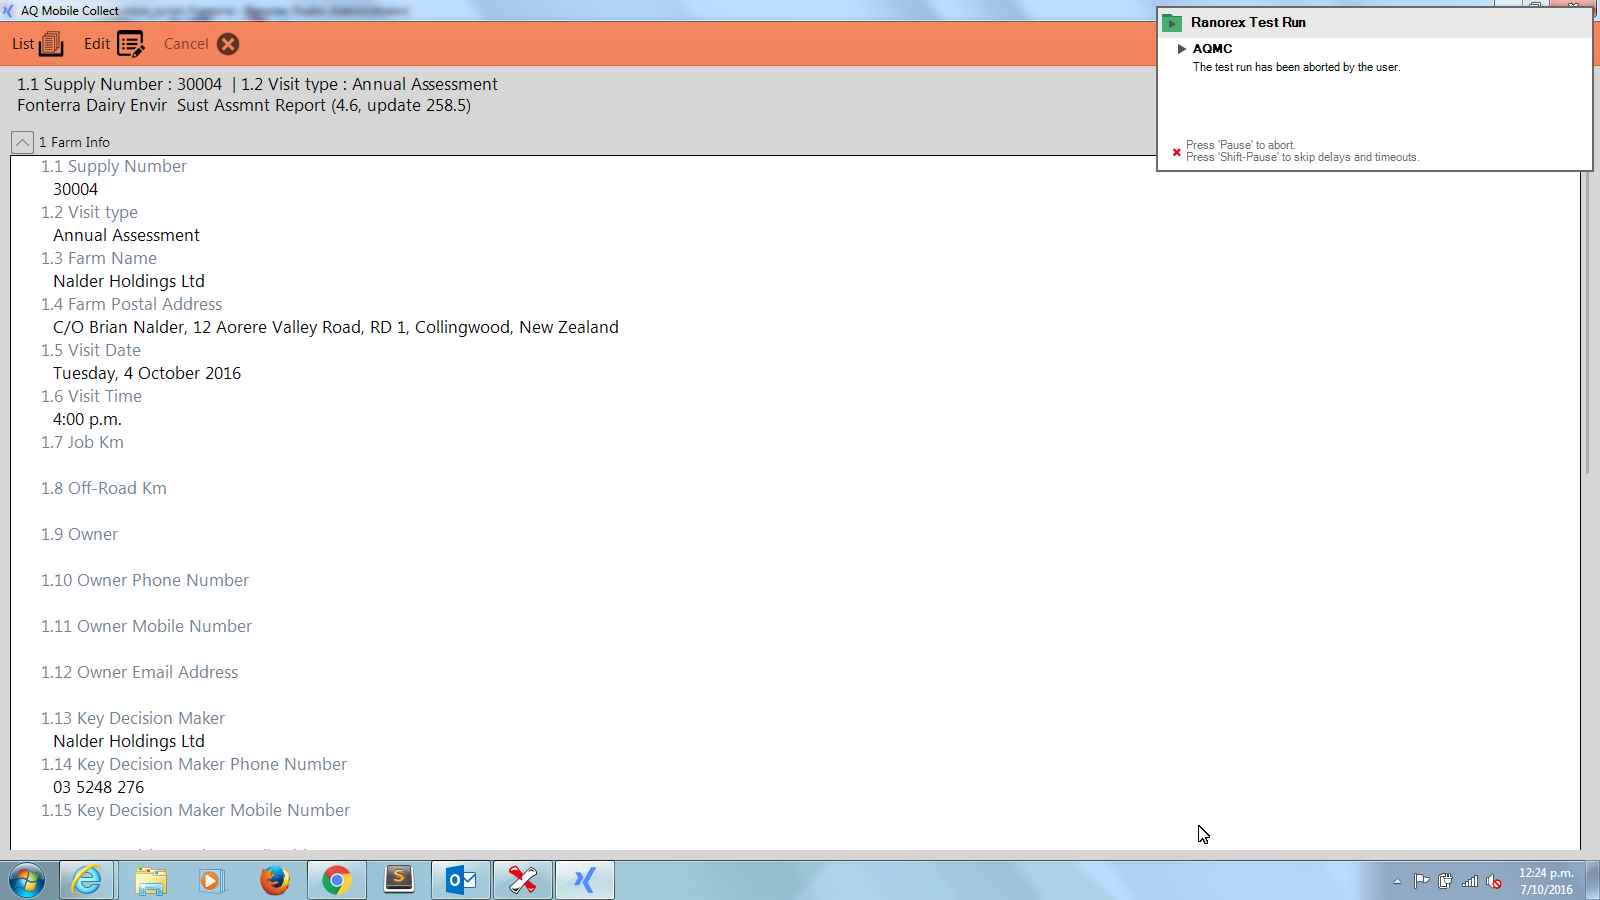 AQ Mobile Collect
List
Edit
Cancel
1.1 Supply Number : 30004  | 1.2 Visit type : Annual Assessment
Fonterra Dairy Envir  Sust Assmnt Report (4.6, update 258.5)
1 Farm Info
1.1 Supply Number
30004
1.2 Visit type
Annual Assessment
1.3 Farm Name
Nalder Holdings Ltd
1.4 Farm Postal Address
C/O Brian Nalder, 12 Aorere Valley Road, RD 1, Collingwood, New Zealand
1.5 Visit Date
Tuesday, 4 October 2016
1.6 Visit Time
4:00 p.m.
1.7 Job Km
1.8 Off-Road Km
1.9 Owner
1.10 Owner Phone Number
1.11 Owner Mobile Number
1.12 Owner Email Address
1.13 Key Decision Maker
Nalder Holdings Ltd
1.14 Key Decision Maker Phone Number
03 5248 276
1.15 Key Decision Maker Mobile Number
Ranorex Test Run
AQMC
The test run has been aborted by the user.
Press 'Pause' to abort.
Press 'Shift-Pause' to skip delays and timeouts.
12:24 p.m.
7/10/2016